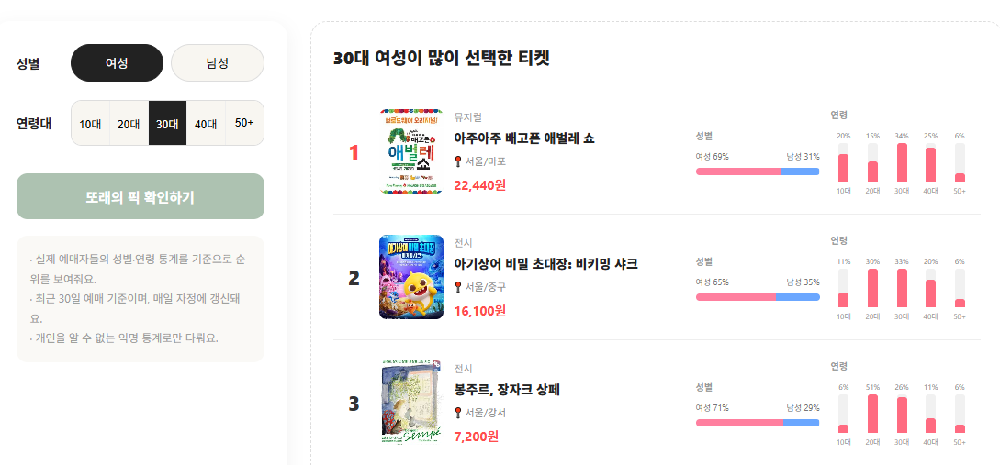 성별
여성
남성
연령대
10대
20대
30대
40대
50+
또래의 픽 확인하기
· 실제 예매자들의 성별·연령 통계를 기준으로 순
위를 보여줘요.
· 최근 30일 예매 기준이며, 매일 자정에 갱신돼
요.
· 개인을 알 수 없는 익명 통계로만 다뤄요.
30대 여성이 많이 선택한 티켓
1
브로드웨이 오리지널!
배고픈
애벌레
쇼
뮤지컬
아주아주 배고픈 애벌레 쇼
서울/마포
22,440원
성별
여성 69% 남성 31%
연령
20% 15% 34% 25% 6%
10대 20대 30대 40대 50+
2
전시
아기상어 비밀 초대장: 비키밍 샤크
서울/중구
16,100원
성별
여성 65% 남성 35%
연령
11% 30% 33% 20% 6%
10대 20대 30대 40대 50+
3
Sempé
전시
봉주르, 장자크 상페
서울/강서
7,200원
성별
여성 71% 남성 29%
연령
6% 51% 26% 11% 6%
10대 20대 30대 40대 50+